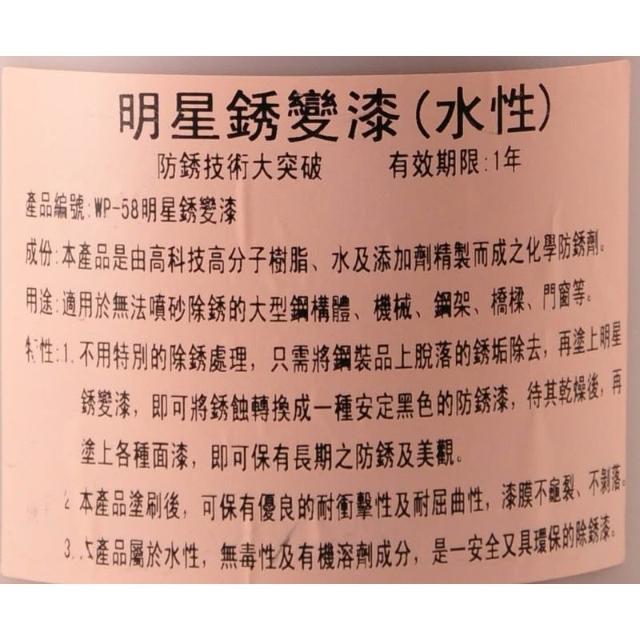 明星銹變漆(水性)
防銹技術大突破 有效期限:1年
產品編號:WP-58明星銹變漆
成份:本產品是由高科技高分子樹脂、水及添加劑精製而成之化學防銹劑。
用途:適用於無法噴砂除銹的大型鋼構體、機械、鋼架、橋樑、門窗等。
特性:1.不用特別的除銹處理，只需將鋼裝品上脫落的銹垢除去，再塗上明星
銹變漆，即可將銹蝕轉換成一種安定黑色的防銹漆，待其乾燥後，再
塗上各種面漆，即可保有長期之防銹及美觀。
2.本產品塗刷後，可保有優良的耐衝擊性及耐屈曲性，漆膜不龜裂、不剝落。
3.本產品屬於水性，無毒性及有機溶劑成分，是一安全又具環保的除銹漆。